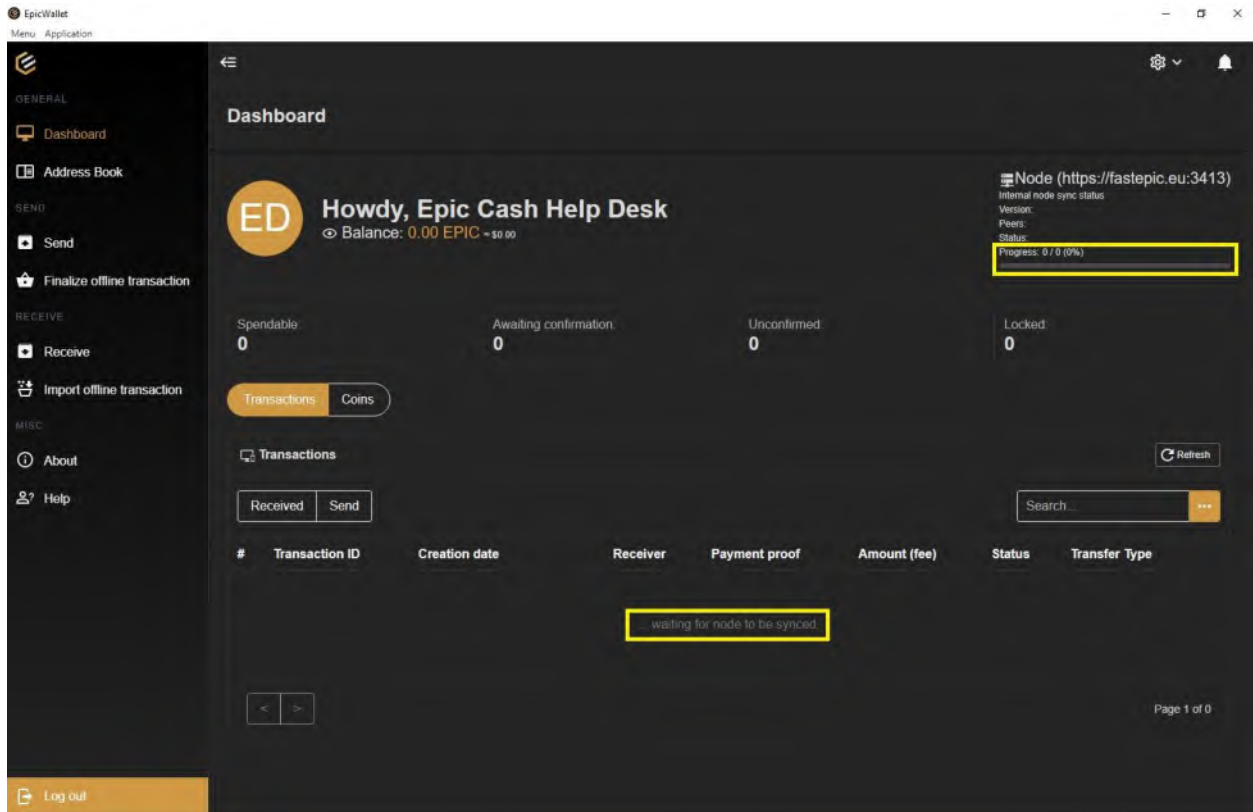 EpicWallet
Menu Application
GENERAL
Dashboard
Address Book
SEND
Send
Finalize offline transaction
RECEIVE
Receive
Import offline transaction
MISC
About
Help
Log out
Dashboard
ED
Howdy, Epic Cash Help Desk
Balance: 0.00 EPIC ≈ $0.00
Node (https://fastepic.eu:3413)
Internal node sync status
Version:
Peers:
Status:
Progress: 0 / 0 (0%)
Spendable: Awaiting confirmation: Unconfirmed: Locked:
0 0 0 0
Transactions Coins
Transactions Refresh
Received Send Search...
# Transaction ID Creation date Receiver Payment proof Amount (fee) Status Transfer Type
... waiting for node to be synced.
< > Page 1 of 0